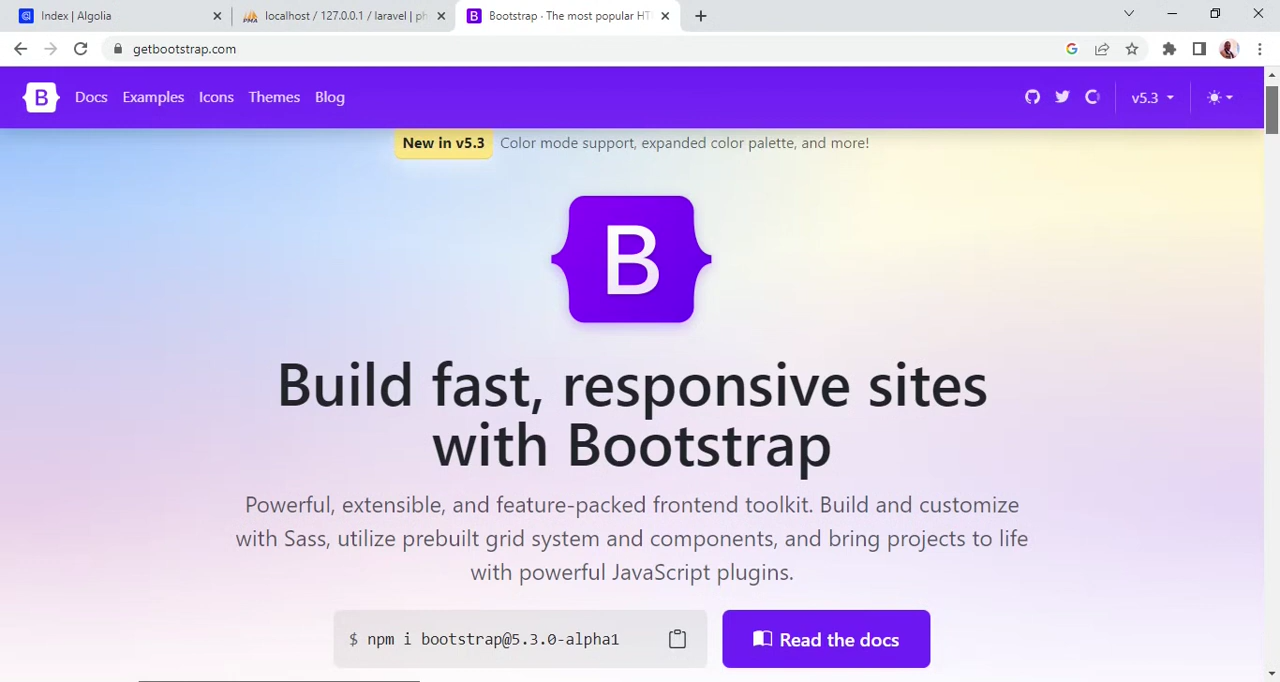 Index | Algolia
localhost / 127.0.0.1 / laravel | ph
Bootstrap · The most popular HT
getbootstrap.com
B Docs Examples Icons Themes Blog v5.3
New in v5.3 Color mode support, expanded color palette, and more!
B
Build fast, responsive sites
with Bootstrap
Powerful, extensible, and feature-packed frontend toolkit. Build and customize
with Sass, utilize prebuilt grid system and components, and bring projects to life
with powerful JavaScript plugins.
$ npm i bootstrap@5.3.0-alpha1
Read the docs